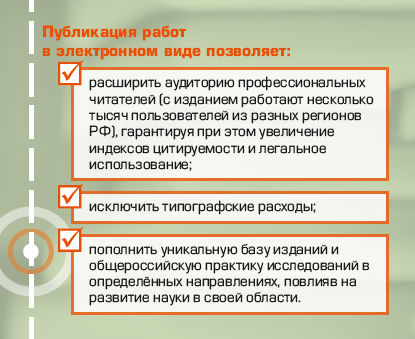 Публикация работ
в электронном виде позволяет:
расширить аудиторию профессиональных
читателей (с изданием работают несколько
тысяч пользователей из разных регионов
РФ), гарантируя при этом увеличение
индексов цитируемости и легальное
использование;
исключить типографские расходы;
пополнить уникальную базу изданий и
общероссийскую практику исследований в
определённых направлениях, повлияв на
развитие науки в своей области.